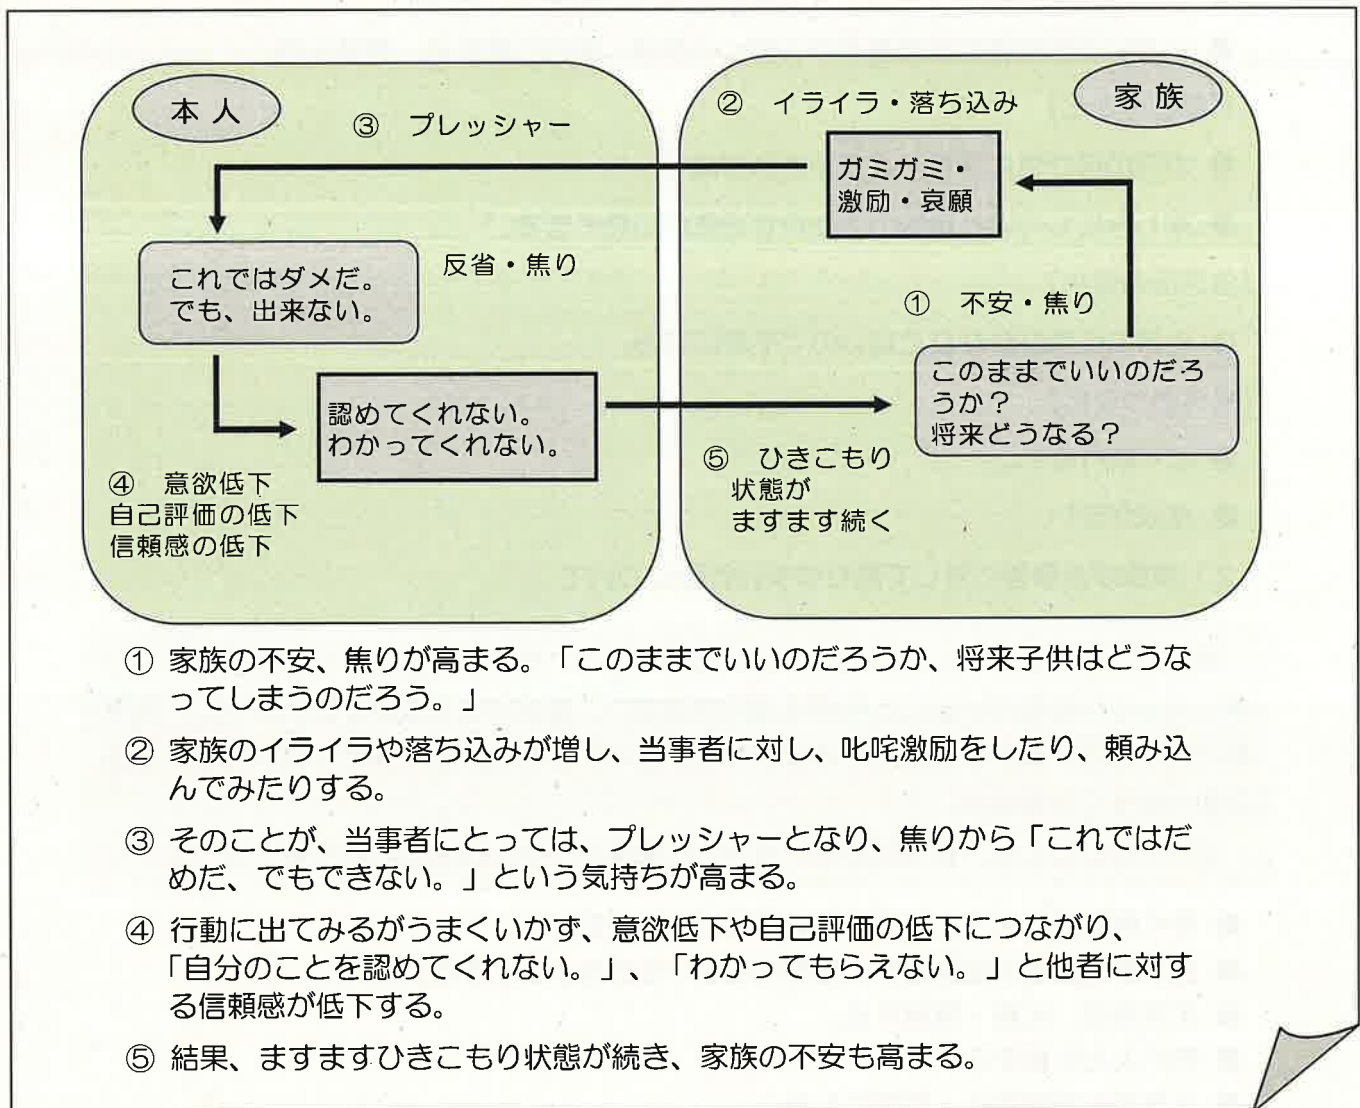 本人
③ プレッシャー
これではダメだ。
でも、出来ない。
反省・焦り
認めてくれない。
わかってくれない。
④ 意欲低下
自己評価の低下
信頼感の低下
家族
② イライラ・落ち込み
ガミガミ・
激励・哀願
① 不安・焦り
このままでいいのだろ
うか？
将来どうなる？
⑤ ひきこもり
状態が
ますます続く
① 家族の不安、焦りが高まる。「このままでいいのだろうか、将来子供はどうな
ってしまうのだろう。」
② 家族のイライラや落ち込みが増し、当事者に対し、叱咤激励をしたり、頼み込
んでみたりする。
③ そのことが、当事者にとっては、プレッシャーとなり、焦りから「これではだ
めだ、でもできない。」という気持ちが高まる。
④ 行動に出てみるがうまくいかず、意欲低下や自己評価の低下につながり、
「自分のことを認めてくれない。」、「わかってもらえない。」と他者に対す
る信頼感が低下する。
⑤ 結果、ますますひきこもり状態が続き、家族の不安も高まる。